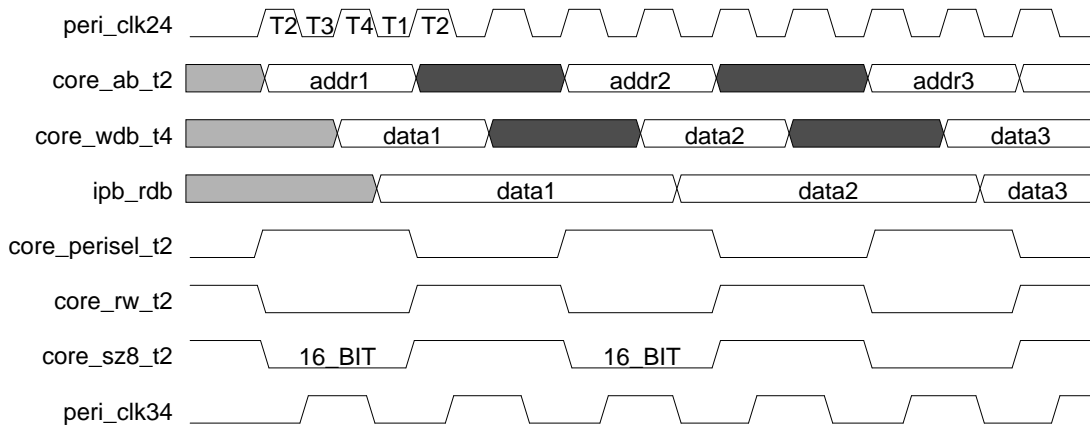 peri_clk24 T2 T3 T4 T1 T2
core_ab_t2 addr1 addr2 addr3
core_wdb_t4 data1 data2 data3
ipb_rdb data1 data2 data3
core_perisel_t2
core_rw_t2
core_sz8_t2 16_BIT 16_BIT
peri_clk34